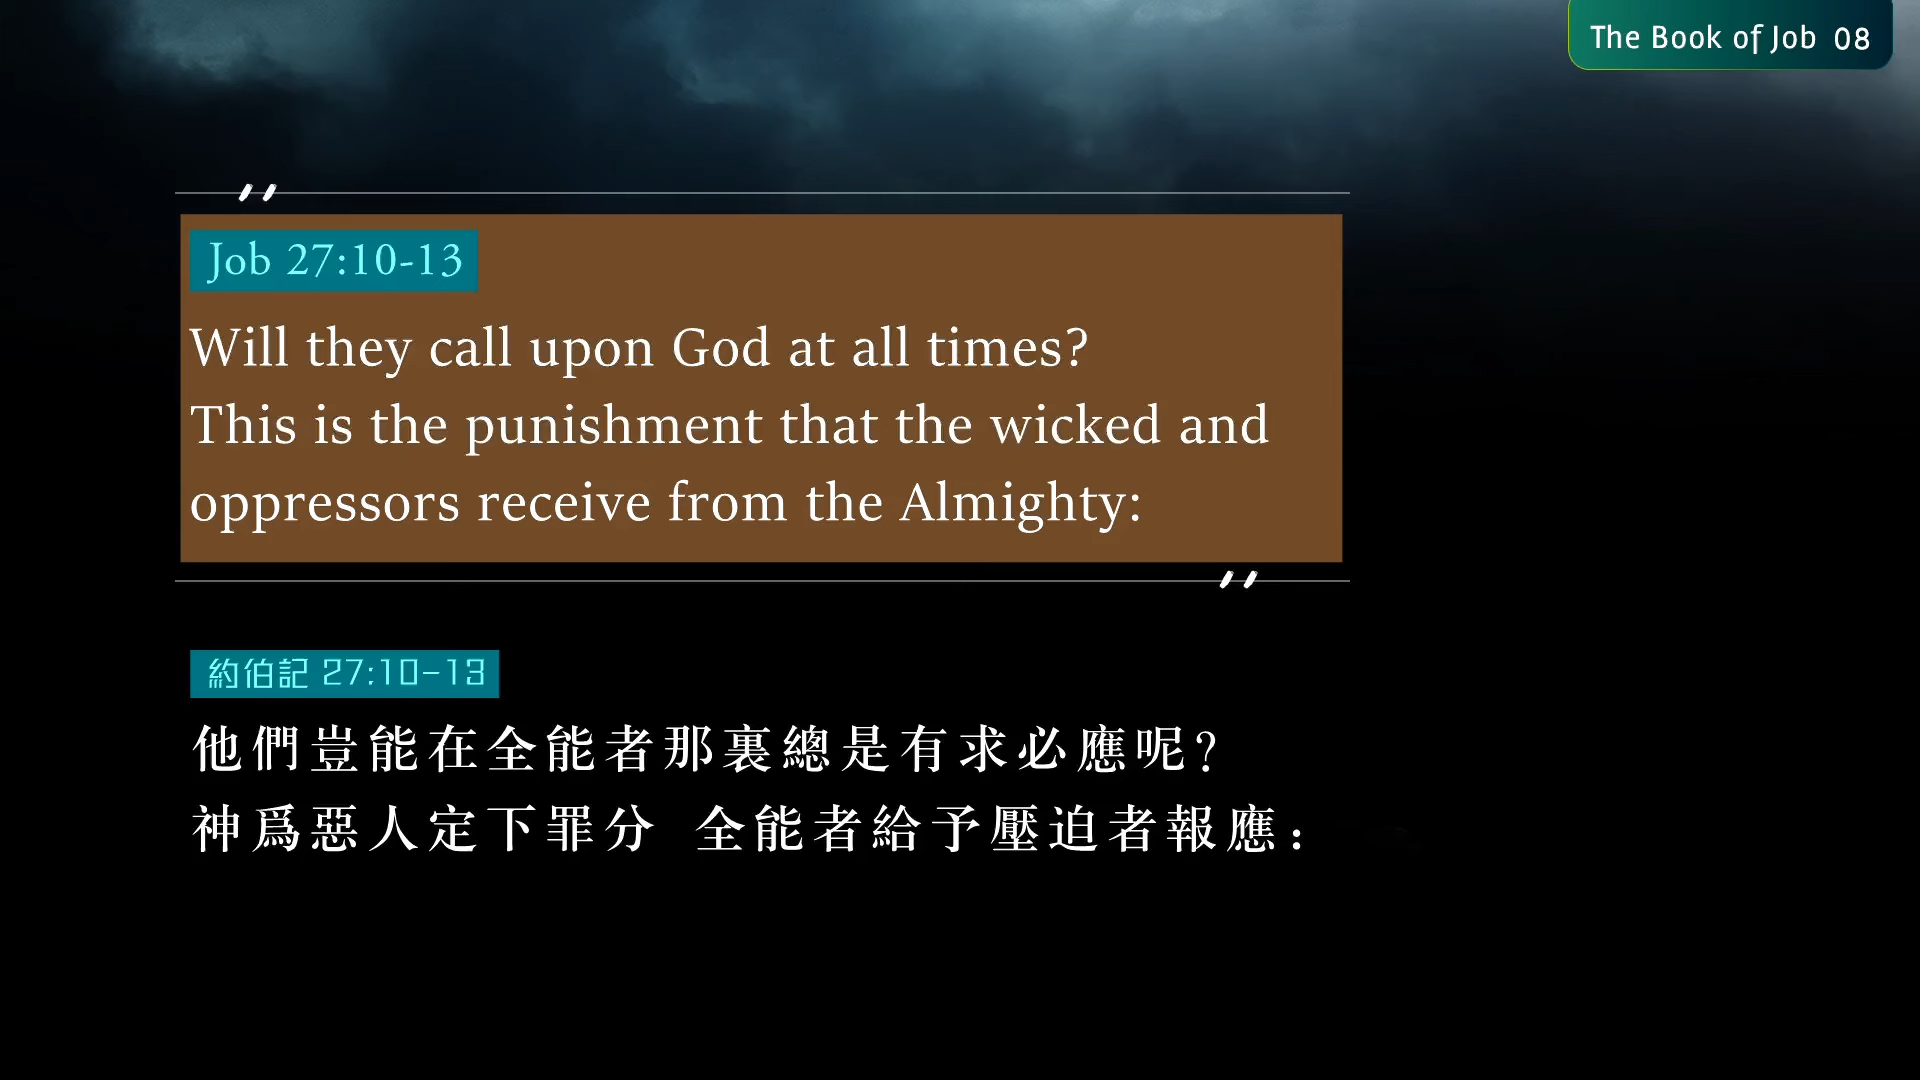 The Book of Job 08
Job 27:10-13
Will they call upon God at all times?
This is the punishment that the wicked and
oppressors receive from the Almighty:
約伯記 27:10-13
他們豈能在全能者那裏總是有求必應呢？
神爲惡人定下罪分 全能者給予壓迫者報應：